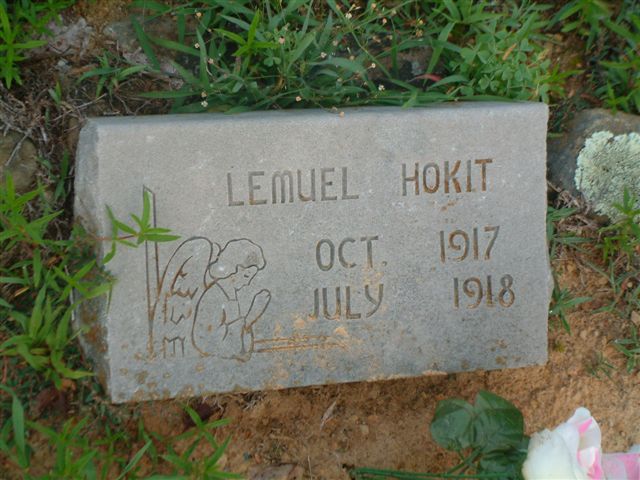 LEMUEL HOKIT
OCT. 1917
JULY 1918